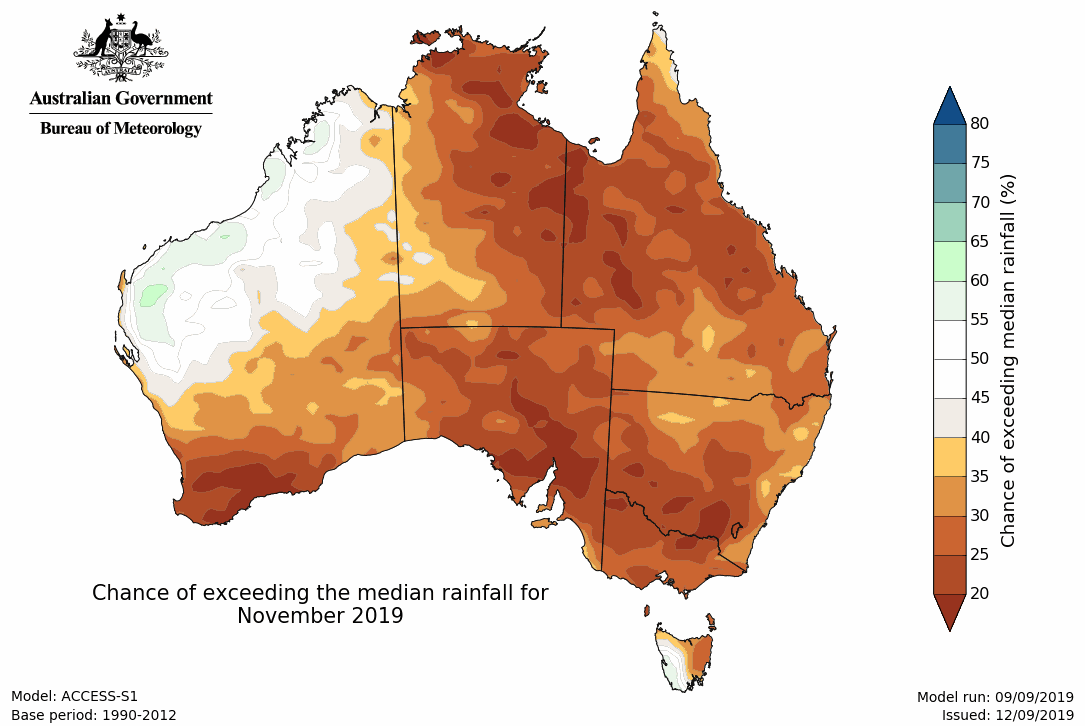 Australian Government
Bureau of Meteorology
80
75
70
65
60
55
50
45
40
35
30
25
20
Chance of exceeding median rainfall (%)
Chance of exceeding the median rainfall for
November 2019
Model: ACCESS-S1
Base period: 1990-2012
Model run: 09/09/2019
Issued: 12/09/2019